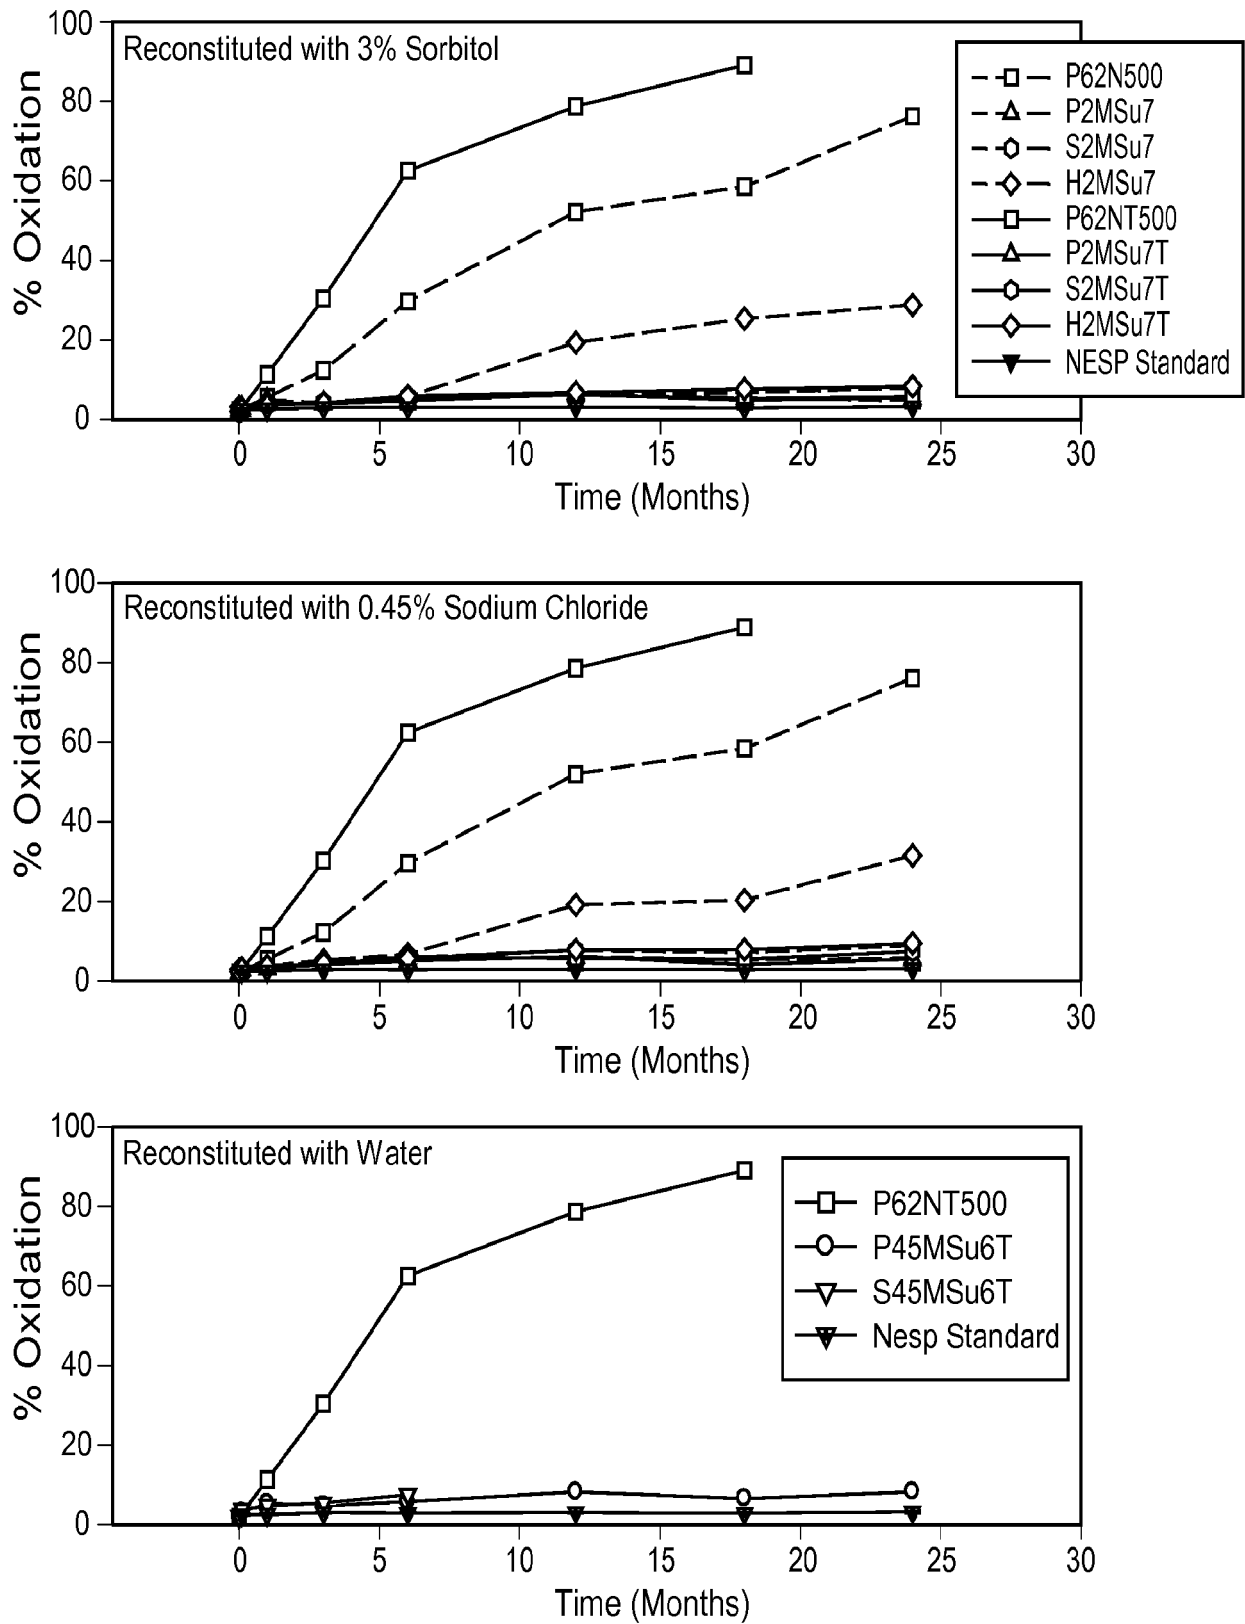 Reconstituted with 3% Sorbitol
% Oxidation
100
80
60
40
20
0
0 5 10 15 20 25 30
Time (Months)
P62N500
P2MSu7
S2MSu7
H2MSu7
P62NT500
P2MSu7T
S2MSu7T
H2MSu7T
NESP Standard
Reconstituted with 0.45% Sodium Chloride
% Oxidation
100
80
60
40
20
0
0 5 10 15 20 25 30
Time (Months)
Reconstituted with Water
% Oxidation
100
80
60
40
20
0
0 5 10 15 20 25 30
Time (Months)
P62NT500
P45MSu6T
S45MSu6T
Nesp Standard